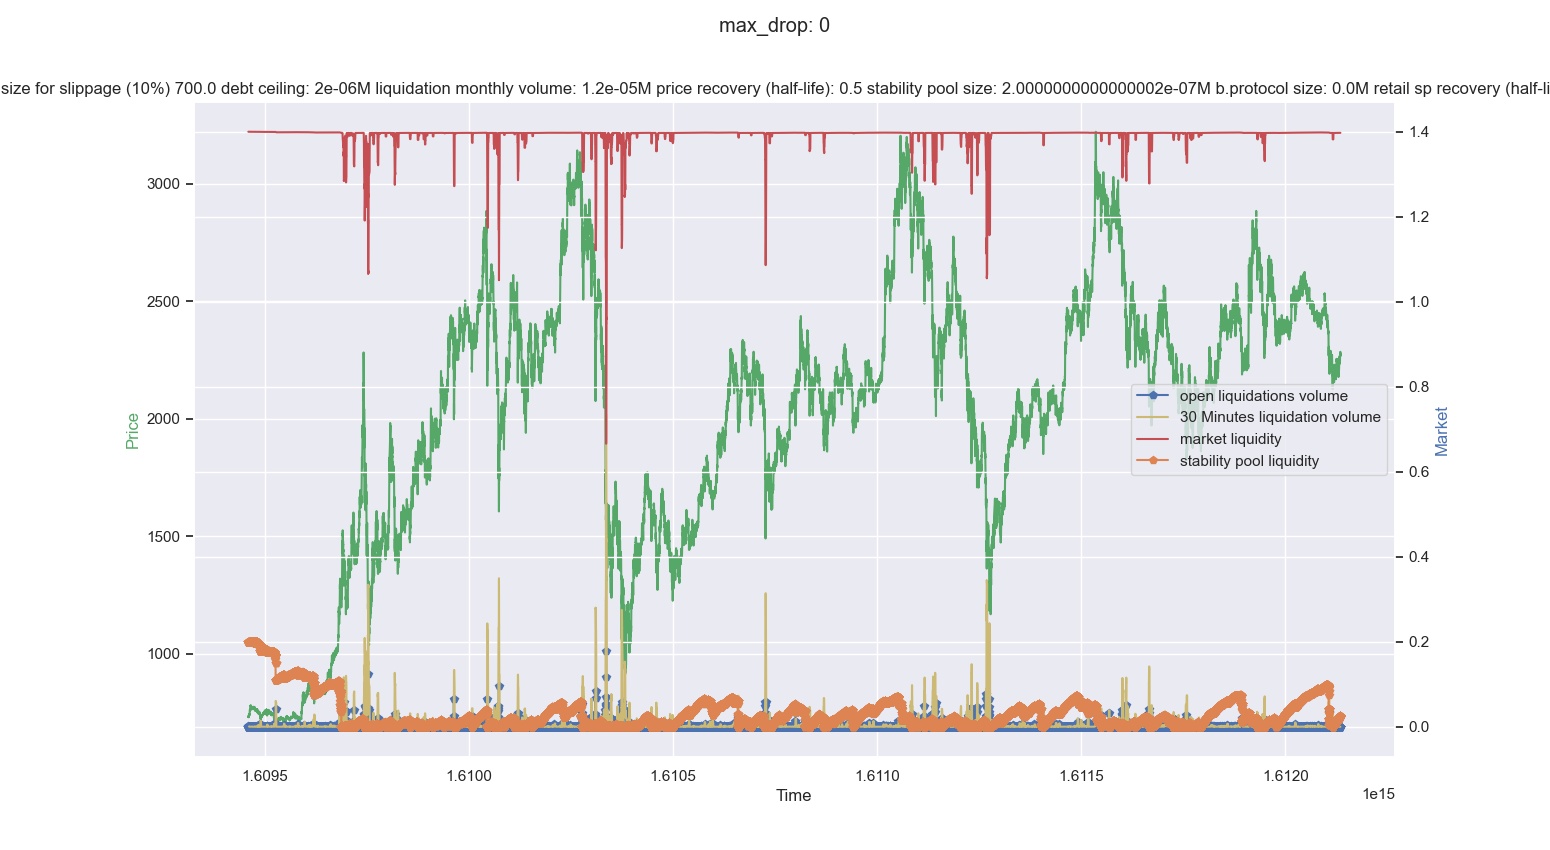 max_drop: 0
size for slippage (10%) 700.0 debt ceiling: 2e-06M liquidation monthly volume: 1.2e-05M price recovery (half-life): 0.5 stability pool size: 2.0000000000000002e-07M b.protocol size: 0.0M retail sp recovery (half-li
3000
2500
2000
1500
1000
Price
1.4
1.2
1.0
0.8
0.6
0.4
0.2
0.0
Market
open liquidations volume
30 Minutes liquidation volume
market liquidity
stability pool liquidity
1.6095 1.6100 1.6105 1.6110 1.6115 1.6120
1e15
Time